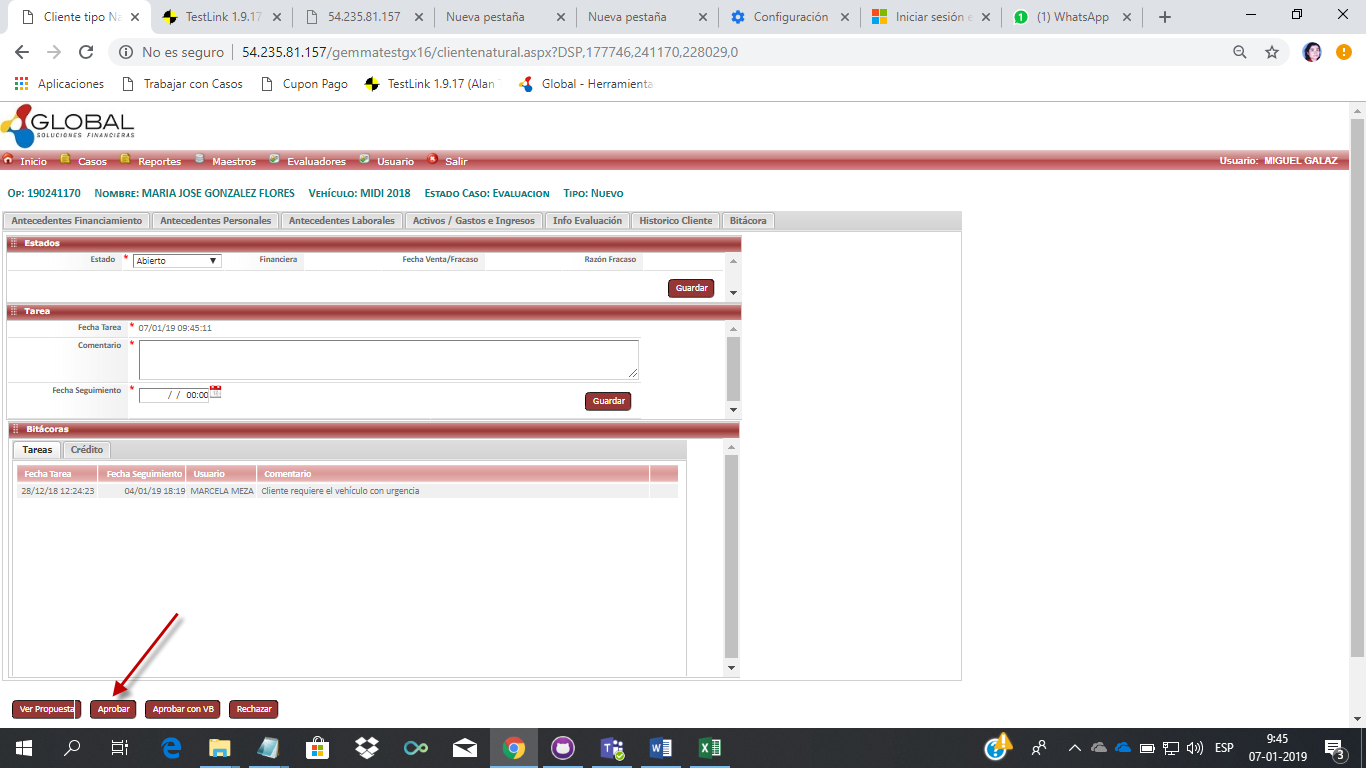 Cliente tipo Na
TestLink 1.9.17
54.235.81.157
Nueva pestaña
Nueva pestaña
Configuración
Iniciar sesión e
(1) WhatsApp
No es seguro 54.235.81.157/gemmatestgx16/clientenatural.aspx?DSP,177746,241170,228029,0
Aplicaciones Trabajar con Casos Cupon Pago TestLink 1.9.17 (Alan Global - Herramienta
GLOBAL
SOLUCIONES FINANCIERAS
Inicio Casos Reportes Maestros Evaluadores Usuario Salir Usuario: MIGUEL GALAZ
OP: 190241170 NOMBRE: MARIA JOSE GONZALEZ FLORES VEHÍCULO: MIDI 2018 ESTADO CASO: EVALUACION TIPO: NUEVO
Antecedentes Financiamiento Antecedentes Personales Antecedentes Laborales Activos / Gastos e Ingresos Info Evaluación Historico Cliente Bitácora
Estados
Estado * Abierto Financiera Fecha Venta/Fracaso Razón Fracaso
Guardar
Tarea
Fecha Tarea * 07/01/19 09:45:11
Comentario *
Fecha Seguimiento * / / 00:00
Guardar
Bitácoras
Tareas Crédito
Fecha Tarea Fecha Seguimiento Usuario Comentario
28/12/18 12:24:23 04/01/19 18:19 MARCELA MEZA Cliente requiere el vehículo con urgencia
Ver Propuesta Aprobar Aprobar con VB Rechazar
ESP
9:45
07-01-2019
3